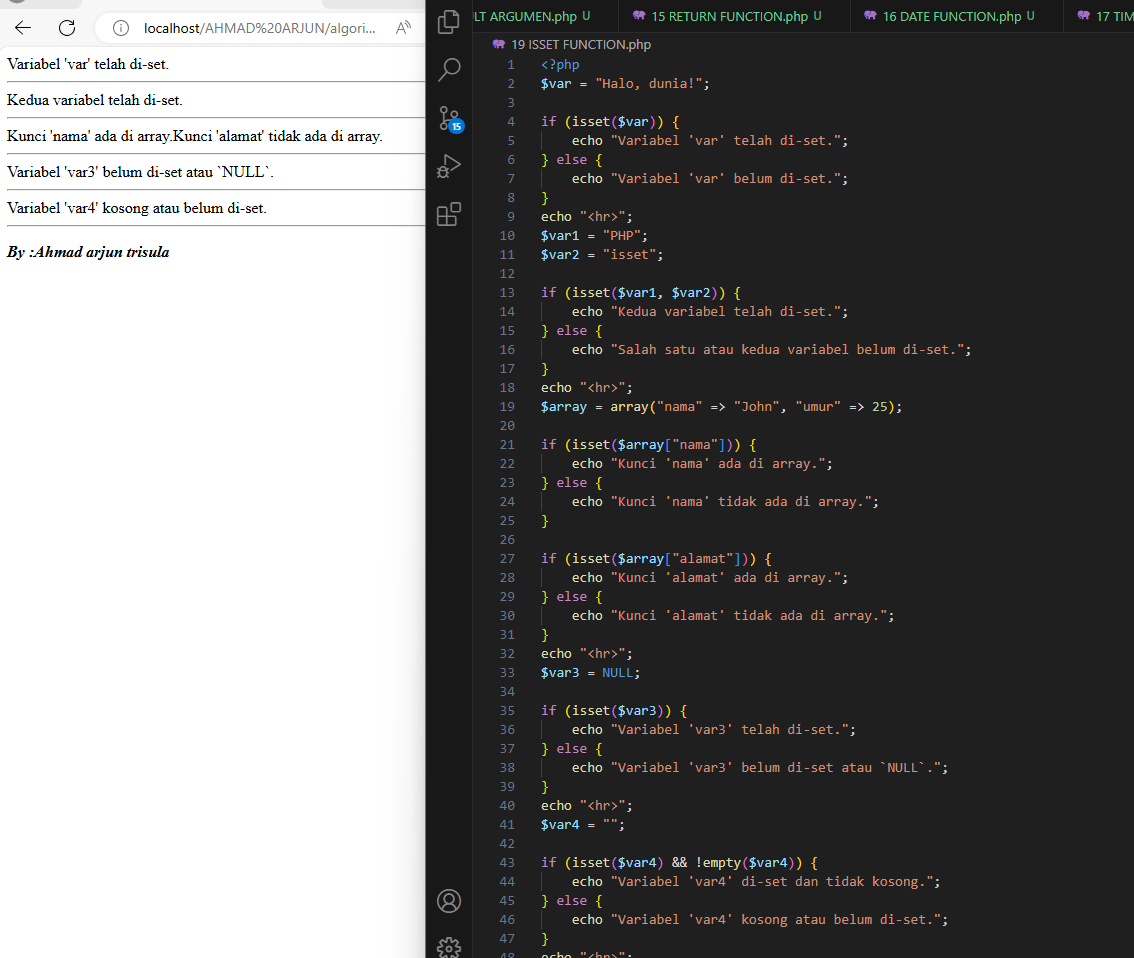 localhost/AHMAD%20ARJUN/algori...
Variabel 'var' telah di-set.
Kedua variabel telah di-set.
Kunci 'nama' ada di array.Kunci 'alamat' tidak ada di array.
Variabel 'var3' belum di-set atau `NULL`.
Variabel 'var4' kosong atau belum di-set.
By :Ahmad arjun trisula
15
LT ARGUMEN.php U
15 RETURN FUNCTION.php U
16 DATE FUNCTION.php U
17 TIM
19 ISSET FUNCTION.php
1 <?php
2 $var = "Halo, dunia!";
3
4 if (isset($var)) {
5 echo "Variabel 'var' telah di-set.";
6 } else {
7 echo "Variabel 'var' belum di-set.";
8 }
9 echo "<hr>";
10 $var1 = "PHP";
11 $var2 = "isset";
12
13 if (isset($var1, $var2)) {
14 echo "Kedua variabel telah di-set.";
15 } else {
16 echo "Salah satu atau kedua variabel belum di-set.";
17 }
18 echo "<hr>";
19 $array = array("nama" => "John", "umur" => 25);
20
21 if (isset($array["nama"])) {
22 echo "Kunci 'nama' ada di array.";
23 } else {
24 echo "Kunci 'nama' tidak ada di array.";
25 }
26
27 if (isset($array["alamat"])) {
28 echo "Kunci 'alamat' ada di array.";
29 } else {
30 echo "Kunci 'alamat' tidak ada di array.";
31 }
32 echo "<hr>";
33 $var3 = NULL;
34
35 if (isset($var3)) {
36 echo "Variabel 'var3' telah di-set.";
37 } else {
38 echo "Variabel 'var3' belum di-set atau `NULL`.";
39 }
40 echo "<hr>";
41 $var4 = "";
42
43 if (isset($var4) && !empty($var4)) {
44 echo "Variabel 'var4' di-set dan tidak kosong.";
45 } else {
46 echo "Variabel 'var4' kosong atau belum di-set.";
47 }
48 echo "<hr>";